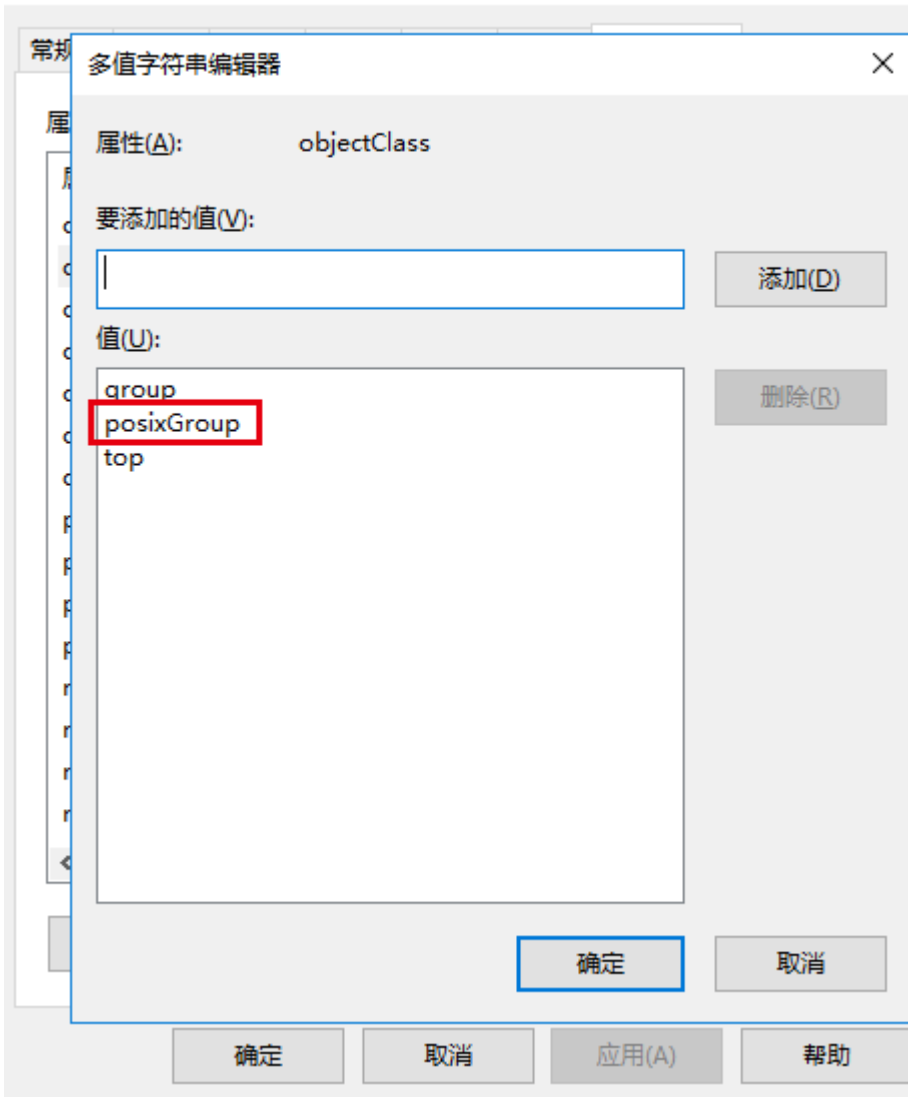 常规
多值字符串编辑器
属
属性(A):
objectClass
要添加的值(V):
添加(D)
值(U):
group
删除(R)
posixGroup
top
确定
取消
确定
取消
应用(A)
帮助